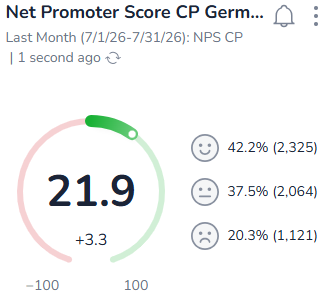 Net Promoter Score CP Germ...
Last Month (7/1/26-7/31/26): NPS CP
| 1 second ago
42.2% (2,325)
21.9
37.5% (2,064)
+3.3
20.3% (1,121)
−100
100